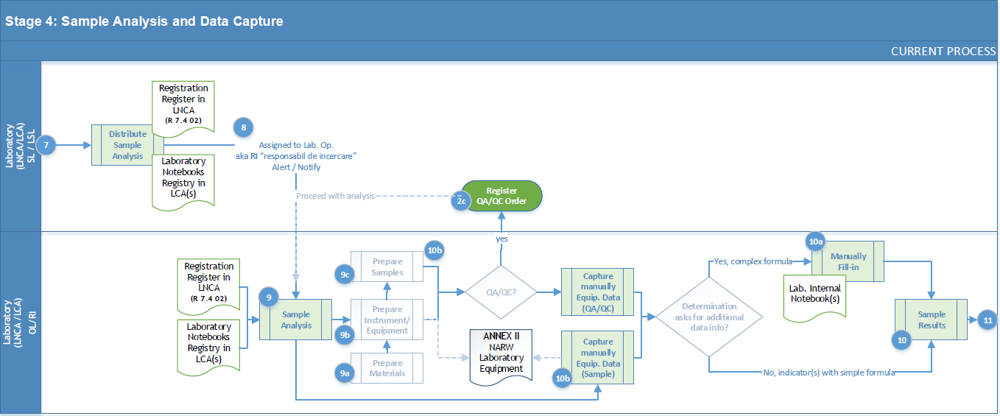 Stage 4: Sample Analysis and Data Capture
CURRENT PROCESS
Laboratory
(LNCA/LCA)
SL / LSL
7
Distribute
Sample
Analysis
Registration
Register in
LNCA
(R 7.4 02)
Laboratory
Notebooks
Registry in
LCA(s)
8
Assigned to Lab. Op.
aka RI “responsabil de incercare”
Alert / Notify
Proceed with analysis
2c
Register
QA/QC Order
yes
Laboratory
(LNCA / LCA)
OL/RI
Registration
Register in
LNCA
(R 7.4 02)
Laboratory
Notebooks
Registry in
LCA(s)
9
Sample
Analysis
9c
Prepare
Samples
10b
9b
Prepare
Instrument/
Equipment
9a
Prepare
Materials
QA/QC?
ANNEX II
NARW
Laboratory
Equipment
Capture
manually
Equip. Data
(QA/QC)
Capture
manually
Equip. Data
(Sample)
10b
Determination
asks for additional
data info?
Yes, complex formula
No, indicator(s) with simple formula
10a
Manually
Fill-in
Lab. Internal
Notebook(s)
Sample
Results
10
11